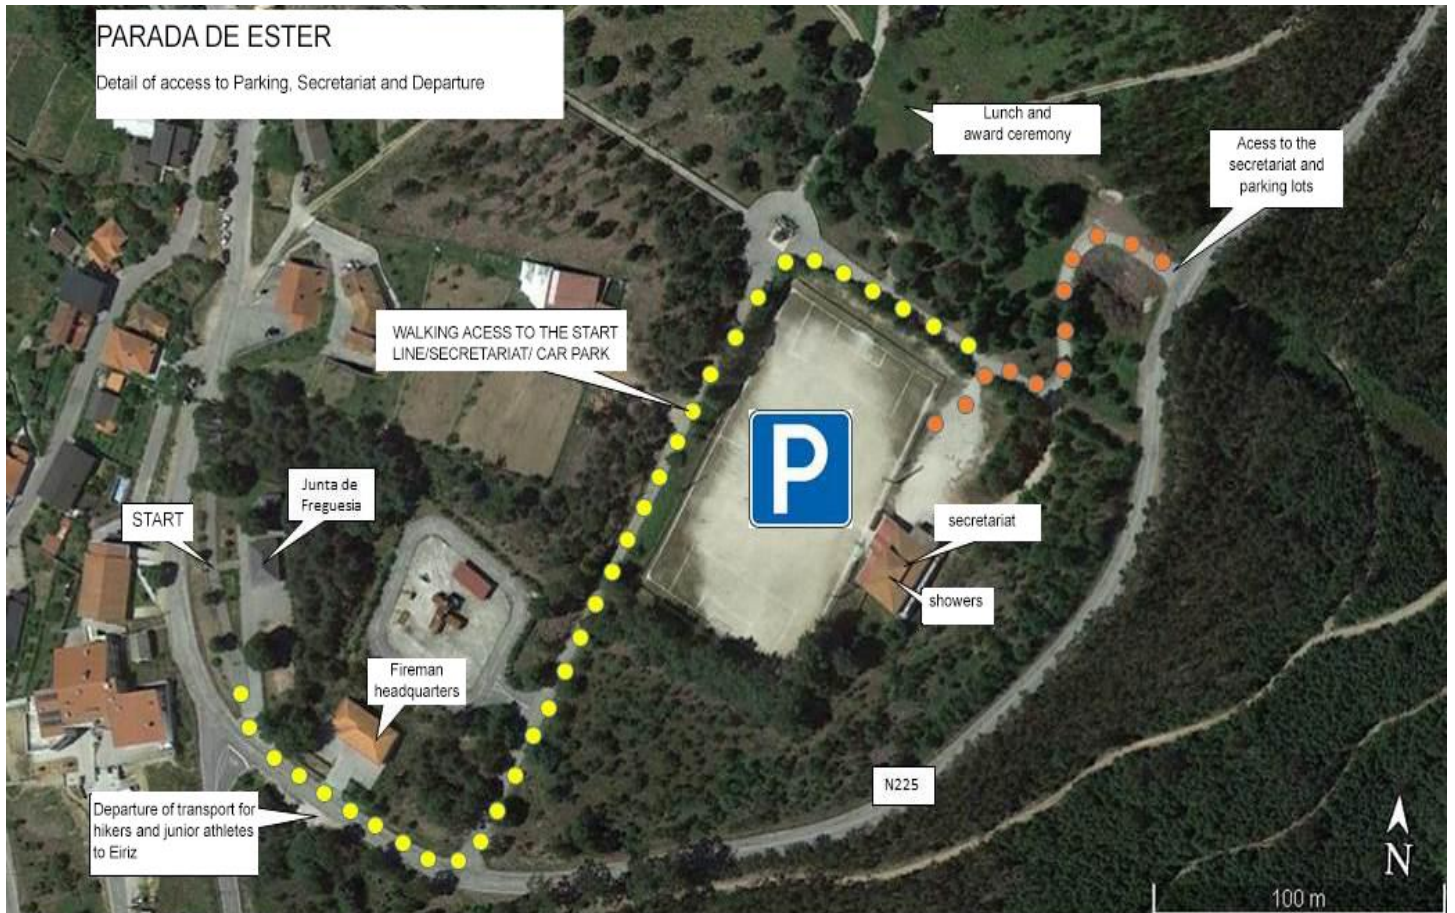 PARADA DE ESTER
Detail of access to Parking, Secretariat and Departure
Lunch and
award ceremony
Acess to the
secretariat and
parking lots
WALKING ACESS TO THE START
LINE/SECRETARIAT/ CAR PARK
P
Junta de
Freguesia
START
secretariat
showers
Fireman
headquarters
N225
Departure of transport for
hikers and junior athletes
to Eiriz
N
100 m